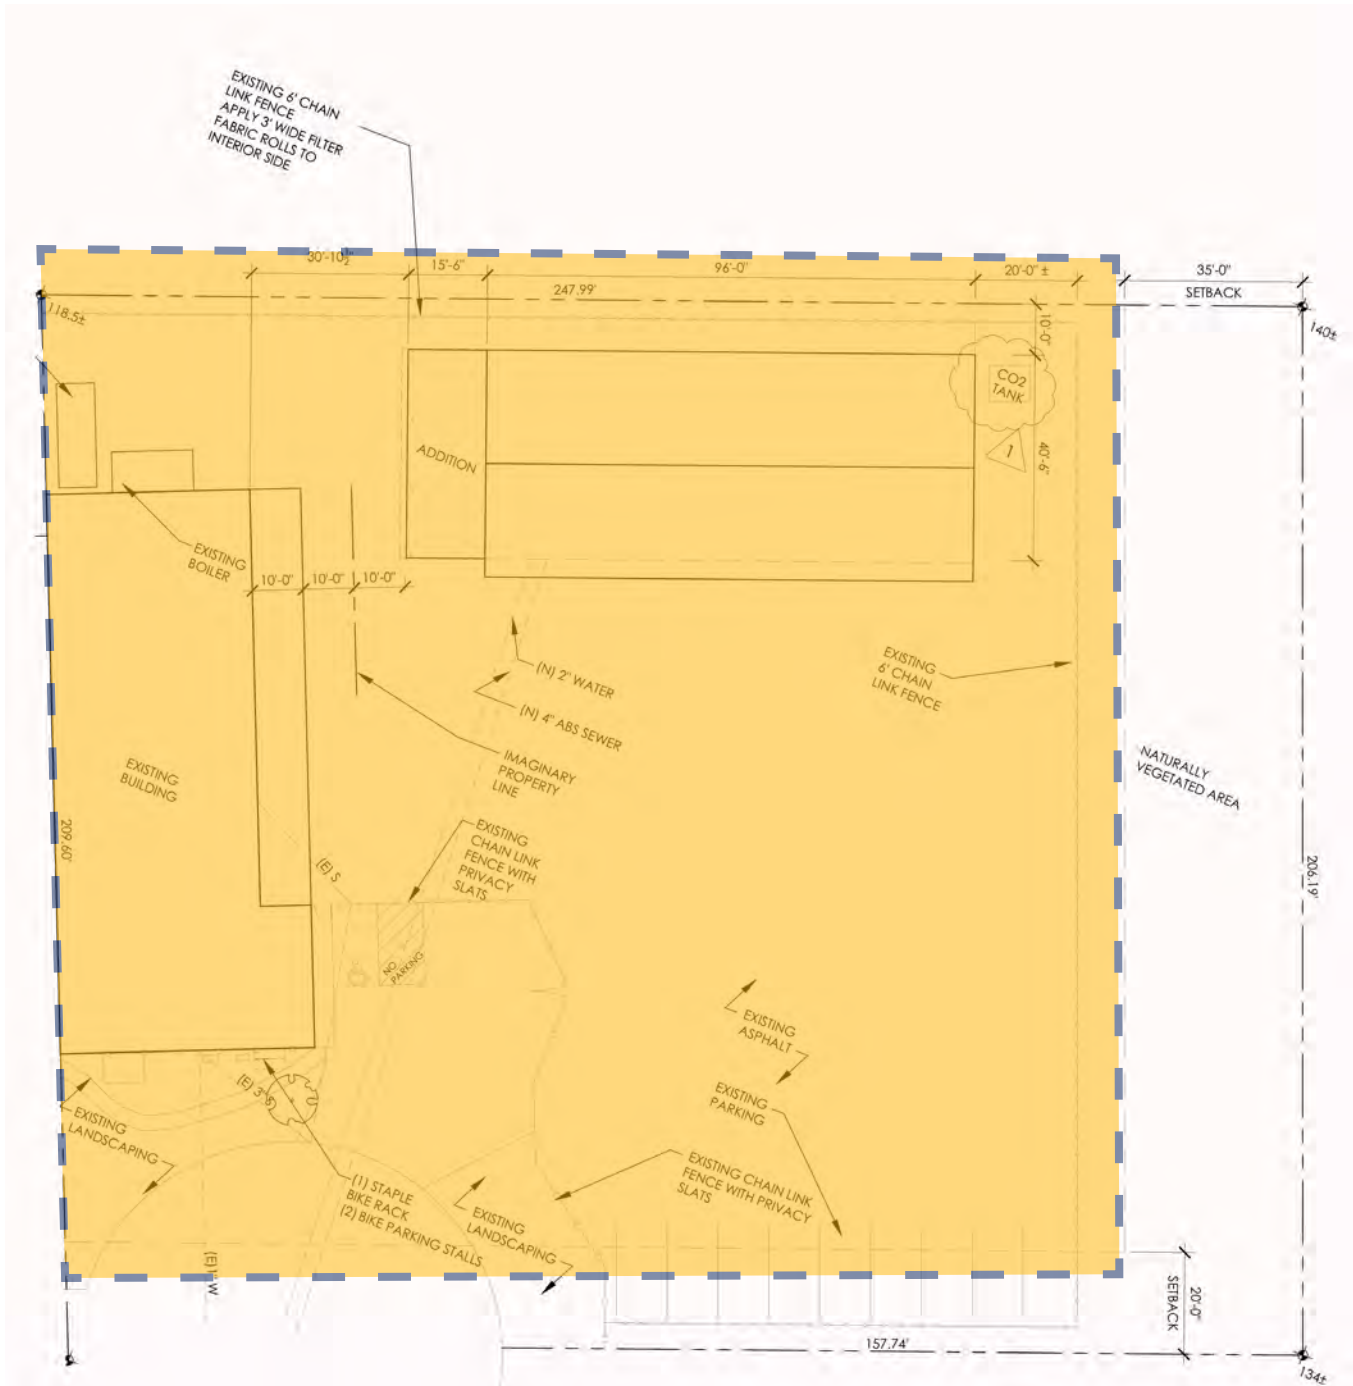 EXISTING 6' CHAIN
LINK FENCE
APPLY 3' WIDE FILTER
FABRIC ROLLS TO
INTERIOR SIDE
30'-10½"
15'-6"
96'-0"
20'-0" ±
35'-0"
247.99'
SETBACK
118.5±
10'-0"
140±
CO2
TANK
1
40'-6"
ADDITION
EXISTING
BOILER
10'-0"
10'-0"
10'-0"
(N) 2" WATER
(N) 4" ABS SEWER
EXISTING
6' CHAIN
LINK FENCE
IMAGINARY
PROPERTY
LINE
NATURALLY
VEGETATED AREA
EXISTING
BUILDING
209.60'
EXISTING
CHAIN LINK
FENCE WITH
PRIVACY
SLATS
(E) S
206.19'
NO
PARKING
EXISTING
ASPHALT
(E) 3" S
EXISTING
PARKING
EXISTING
LANDSCAPING
EXISTING CHAIN LINK
FENCE WITH PRIVACY
SLATS
(1) STAPLE
BIKE RACK
(2) BIKE PARKING STALLS
EXISTING
LANDSCAPING
(E) 1" W
20'-0"
SETBACK
157.74'
134±